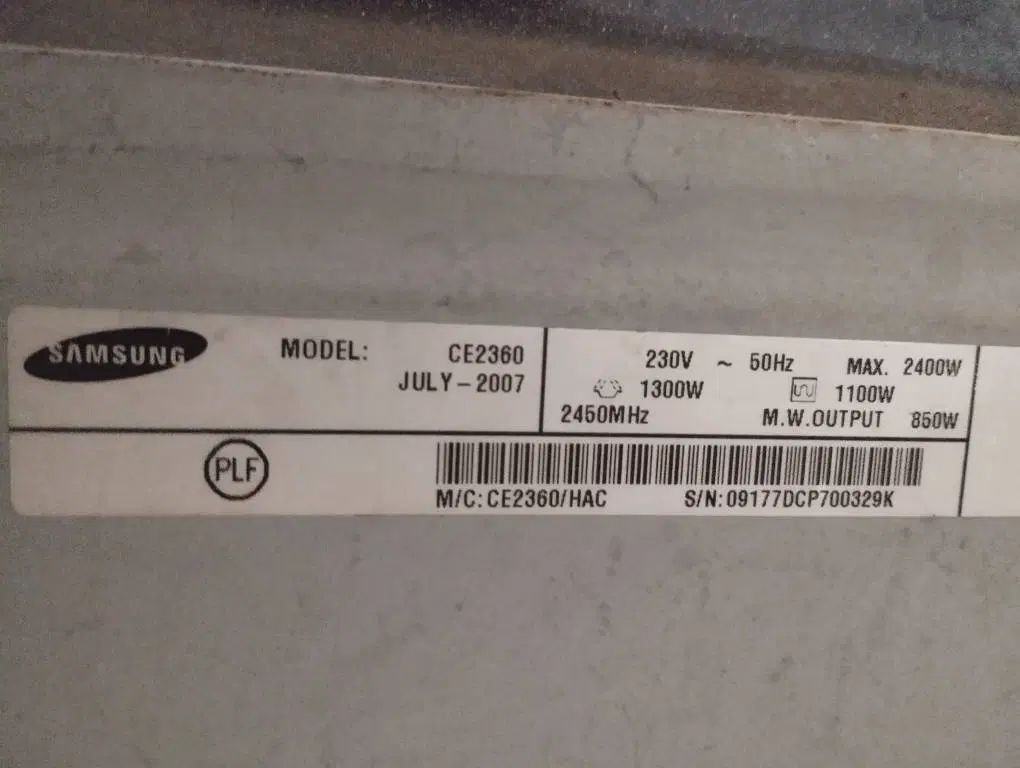 SAMSUNG MODEL: CE2360
JULY-2007
230V ~ 50Hz MAX. 2400W
1300W 1100W
2450MHz M.W.OUTPUT 850W
PLF
M/C:CE2360/HAC S/N:09177DCP700329K